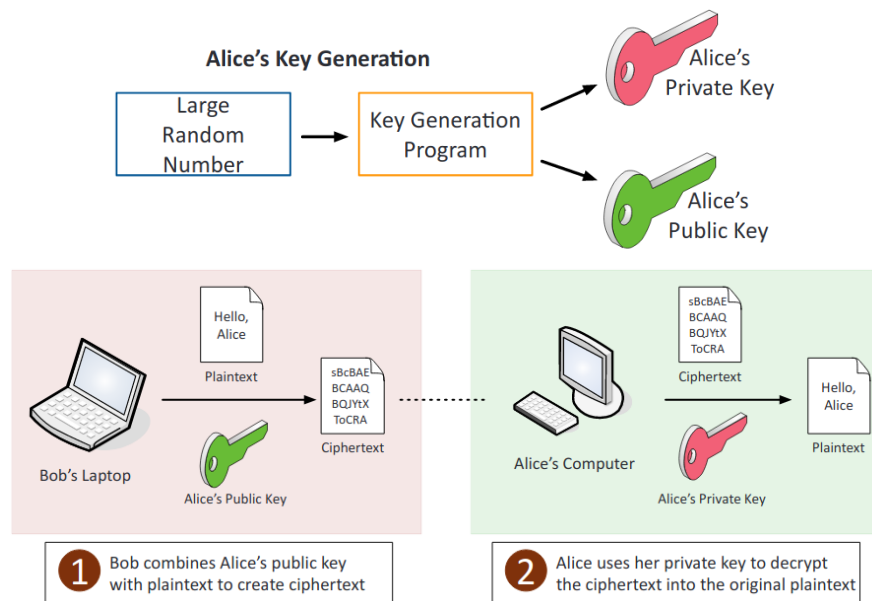 Alice's Key Generation
Large
Random
Number
Key Generation
Program
Alice's
Private Key
Alice's
Public Key
Hello,
Alice
Plaintext
sBcBAE
BCAAQ
BQJYtX
ToCRA
Ciphertext
Bob's Laptop
Alice's Public Key
sBcBAE
BCAAQ
BQJYtX
ToCRA
Ciphertext
Hello,
Alice
Plaintext
Alice's Computer
Alice's Private Key
1
Bob combines Alice's public key
with plaintext to create ciphertext
2
Alice uses her private key to decrypt
the ciphertext into the original plaintext